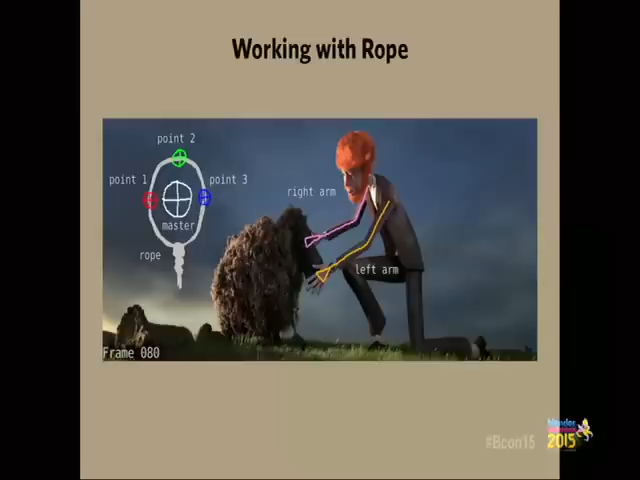 Working with Rope
point 2
point 1
point 3
right arm
master
rope
left arm
Frame 080
#Bcon15
blender
2015